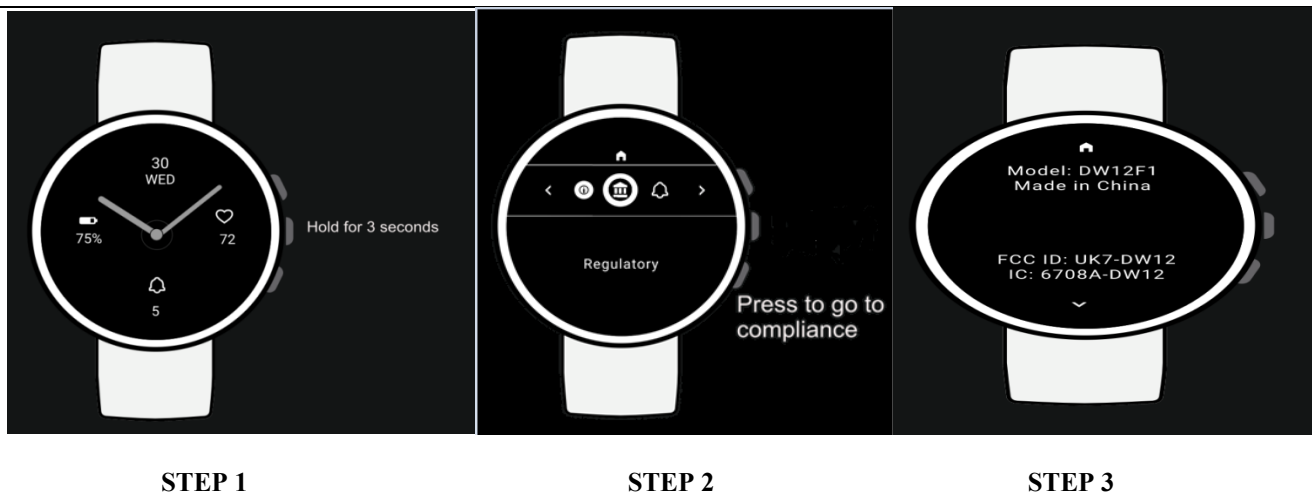 30
WED
75%
72
5
Hold for 3 seconds
Regulatory
Press to go to
compliance
Model: DW12F1
Made in China
FCC ID: UK7-DW12
IC: 6708A-DW12
STEP 1
STEP 2
STEP 3